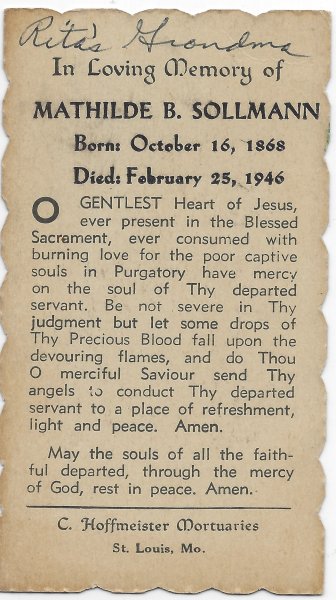 Rita's Grandma
In Loving Memory of
MATHILDE B. SOLLMANN
Born: October 16, 1868
Died: February 25, 1946
O GENTLEST Heart of Jesus,
ever present in the Blessed
Sacrament, ever consumed with
burning love for the poor captive
souls in Purgatory have mercy
on the soul of Thy departed
servant. Be not severe in Thy
judgment but let some drops of
Thy Precious Blood fall upon the
devouring flames, and do Thou
O merciful Saviour send Thy
angels to conduct Thy departed
servant to a place of refreshment,
light and peace. Amen.
May the souls of all the faith-
ful departed, through the mercy
of God, rest in peace. Amen.
C. Hoffmeister Mortuaries
St. Louis, Mo.